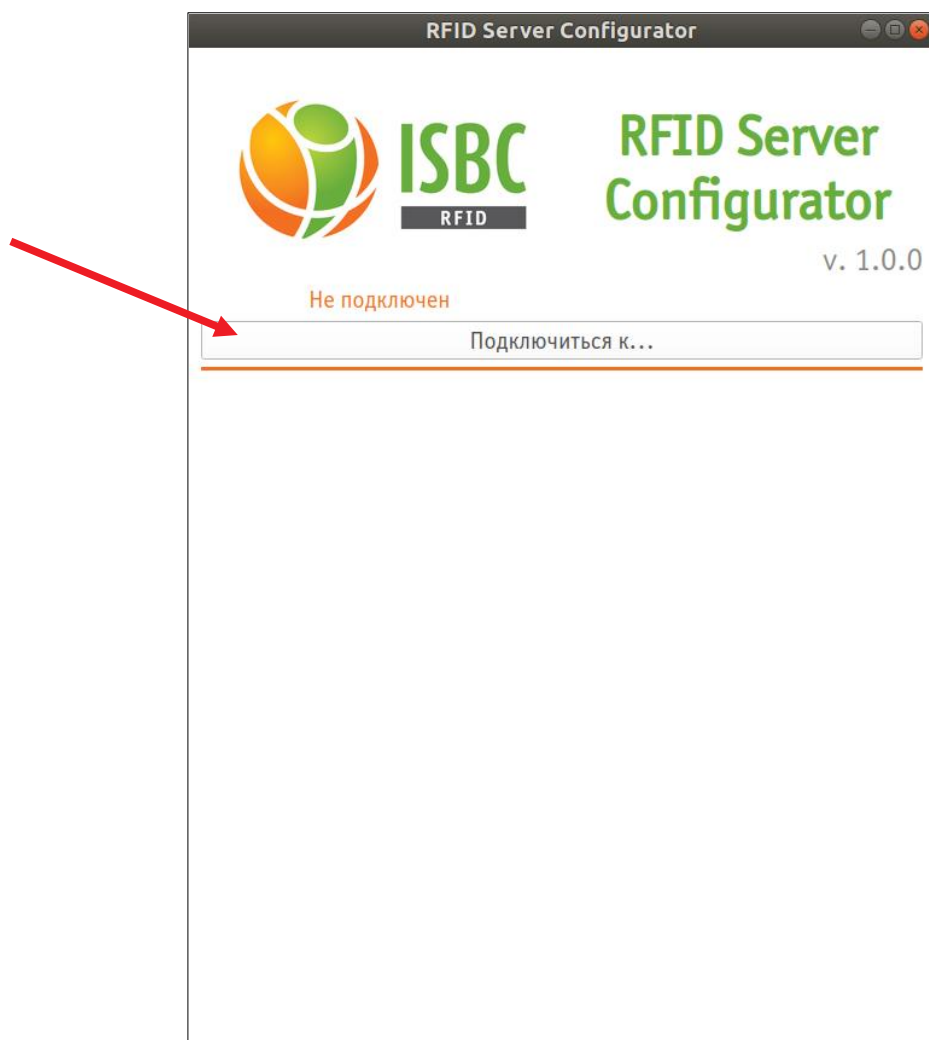 RFID Server Configurator
ISBC
RFID
RFID Server
Configurator
v. 1.0.0
Не подключен
Подключиться к...